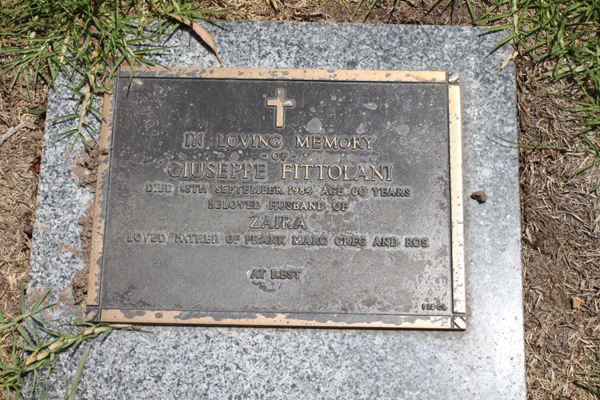 IN LOVING MEMORY
- OF -
GIUSEPPE FITTOLANI
DIED SEPTEMBER 1984 AGE 60 YEARS
BELOVED HUSBAND OF
ZAIRA
LOVED FATHER OF FRANK MARC GREG AND ROS
AT REST